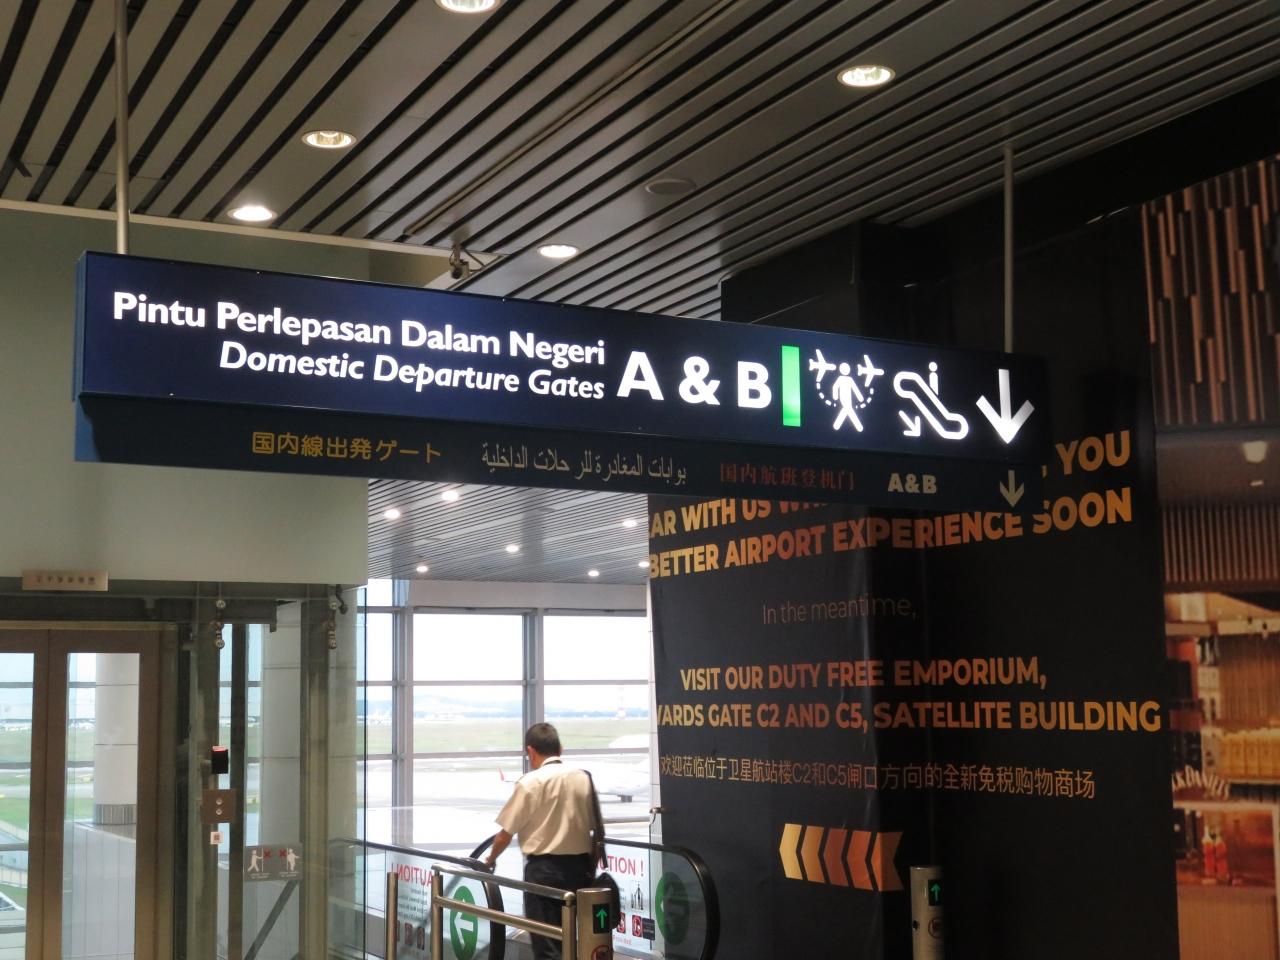 Pintu Perlepasan Dalam Negeri
Domestic Departure Gates
A & B
国内線出発ゲート
بوابات المغادرة للرحلات الداخلية
国内航班登机门
A&B
YOU
WITH US
BETTER AIRPORT EXPERIENCE SOON
In the meantime,
VISIT OUR DUTY FREE EMPORIUM,
GATE C2 AND C5, SATELLITE BUILDING
欢迎莅临位于卫星航站楼C2和C5闸口方向的全新免税购物商场